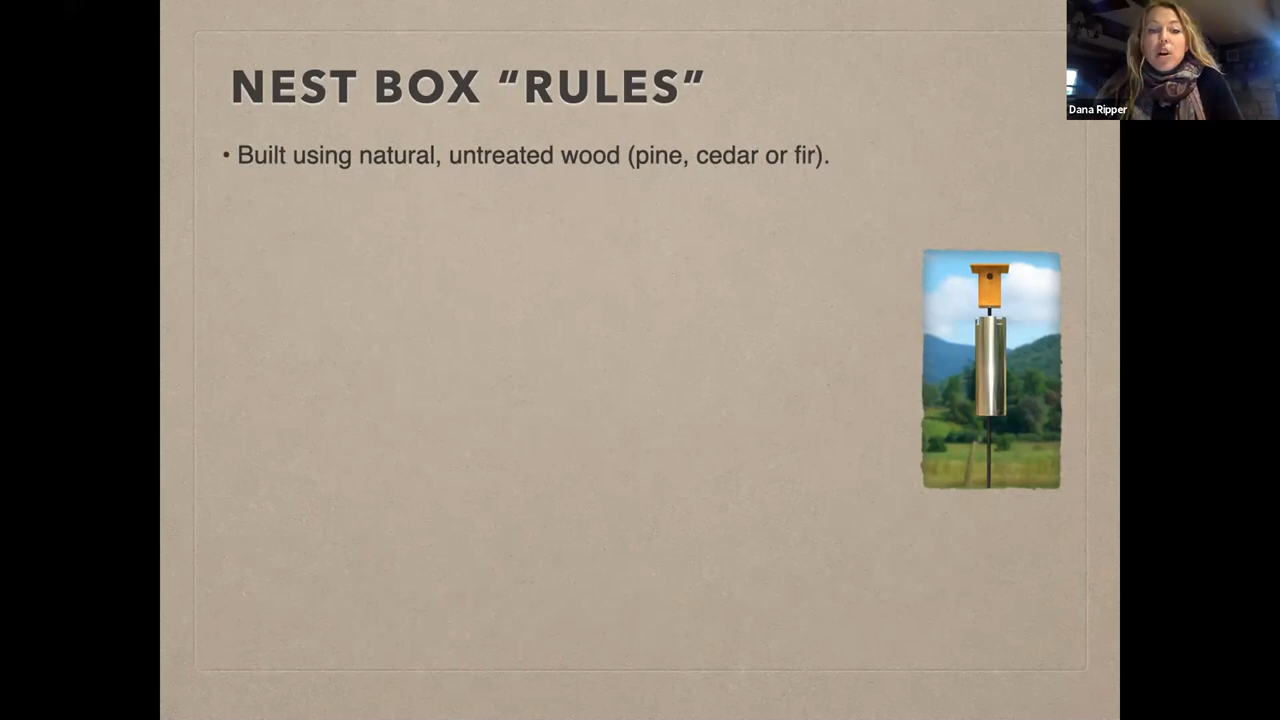 NEST BOX “RULES”
• Built using natural, untreated wood (pine, cedar or fir).
Dana Ripper